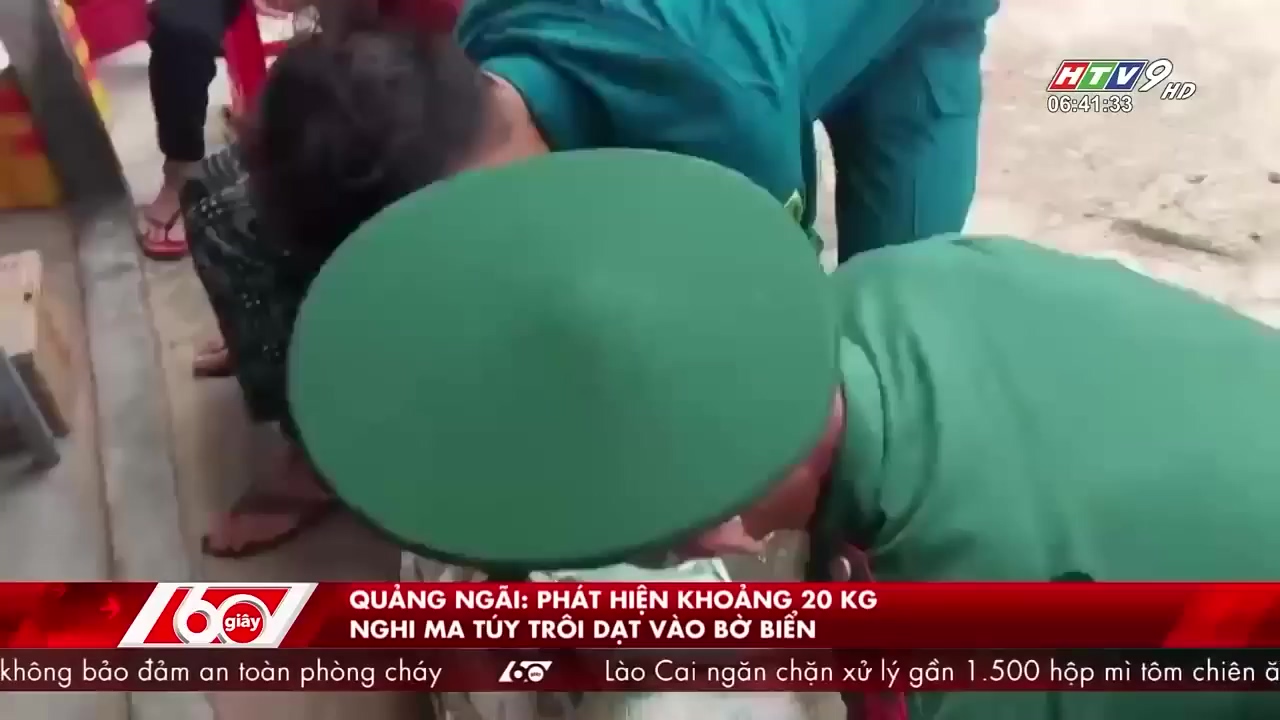 HTV9 HD
06:41:33
60 giây
QUẢNG NGÃI: PHÁT HIỆN KHOẢNG 20 KG
NGHI MA TÚY TRÔI DẠT VÀO BỜ BIỂN
không bảo đảm an toàn phòng cháy 60 giây Lào Cai ngăn chặn xử lý gần 1.500 hộp mì tôm chiên